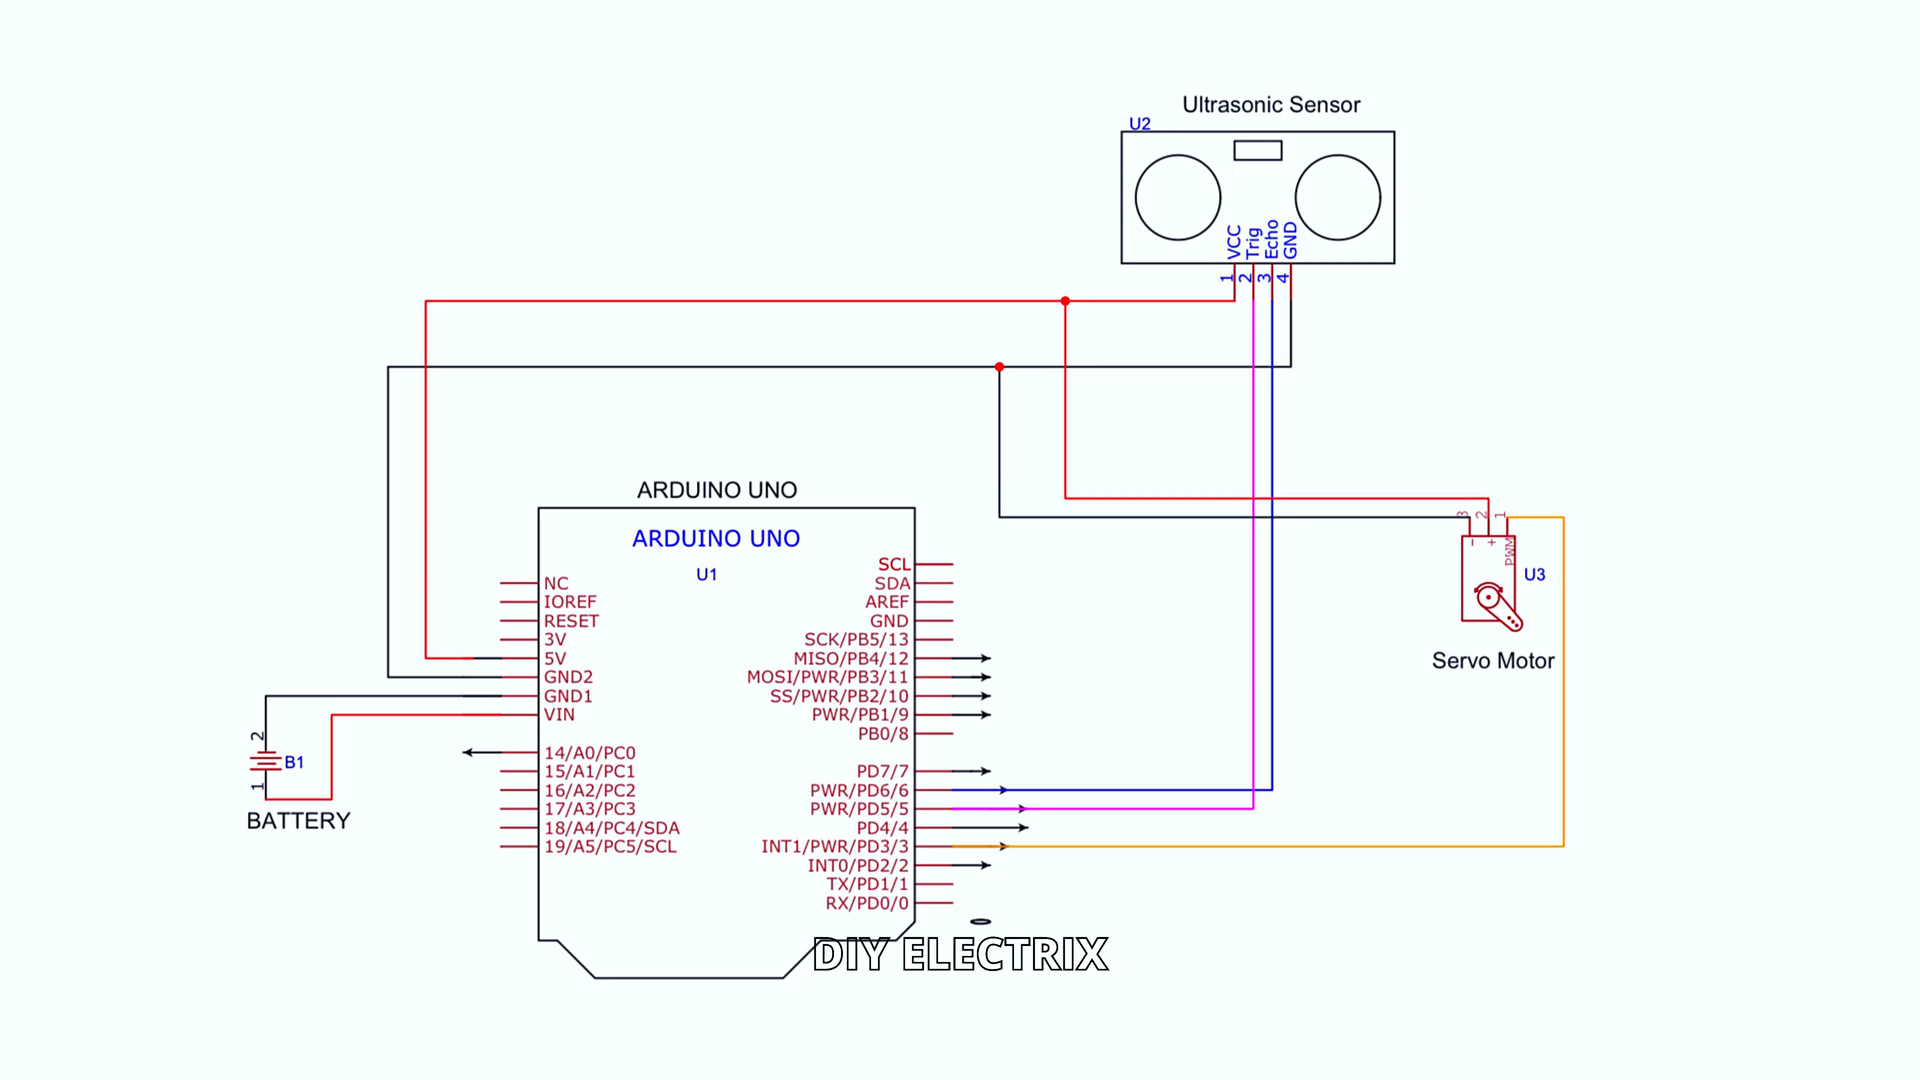 Ultrasonic Sensor
U2
VCC
Trig
Echo
GND
1
2
3
4
ARDUINO UNO
ARDUINO UNO
U1
NC
IOREF
RESET
3V
5V
GND2
GND1
VIN
14/A0/PC0
15/A1/PC1
16/A2/PC2
17/A3/PC3
18/A4/PC4/SDA
19/A5/PC5/SCL
SCL
SDA
AREF
GND
SCK/PB5/13
MISO/PB4/12
MOSI/PWR/PB3/11
SS/PWR/PB2/10
PWR/PB1/9
PB0/8
PD7/7
PWR/PD6/6
PWR/PD5/5
PD4/4
INT1/PWR/PD3/3
INT0/PD2/2
TX/PD1/1
RX/PD0/0
2
B1
1
BATTERY
3
2
1
−
+
PWM
U3
Servo Motor
DIY ELECTRIX